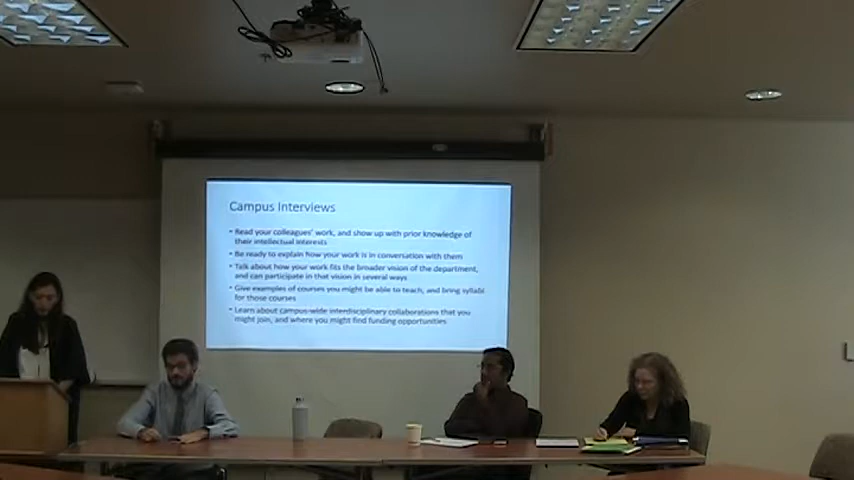 Campus Interviews
• Read your colleagues' work, and show up with prior knowledge of
their intellectual interests
• Be ready to explain how your work is in conversation with them
• Talk about how your work fits the broader vision of the department,
and can participate in that vision in several ways
• Give examples of courses you might be able to teach, and bring syllabi
for those courses
• Learn about campus-wide interdisciplinary collaborations that you
might join, and where you might find funding opportunities